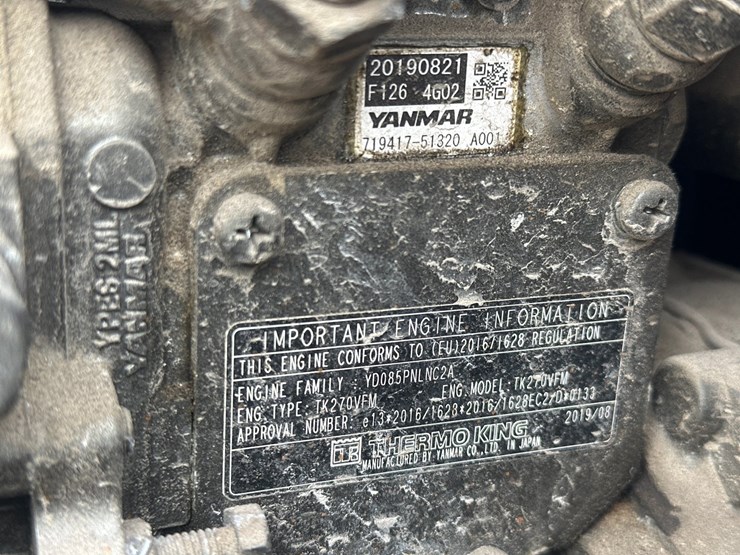 20190821
F126 4G02
YANMAR
719417-51320 A001
YPES 2ML
YANMAR
IMPORTANT ENGINE INFORMATION
THIS ENGINE CONFORMS TO (EU)2016/1628 REGULATION
ENGINE FAMILY : YD085PNLNC2A
ENG. TYPE: TK270VFM ENG. MODEL: TK270VFM
APPROVAL NUMBER. e13*2016/1628*2016/1628EC2/D*0133
2019/08
TK THERMO KING
MANUFACTURED BY YANMAR CO.,LTD. IN JAPAN